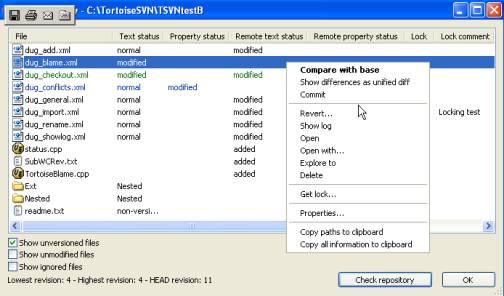 y - C:\TortoiseSVN\TSVNtestB
File Text status Property status Remote text status Remote property status Lock Lock comment
dug_add.xml normal modified
dug_blame.xml modified
dug_checkout.xml modified modified
dug_conflicts.xml normal modified
dug_general.xml normal modified
dug_import.xml normal modified Locking test
dug_rename.xml normal modified
dug_showlog.xml normal modified
status.cpp added
SubWCRev.txt added
TortoiseBlame.cpp added
Ext Nested
III Nested
readme.txt non-versi...
Compare with base
Show differences as unified diff
Commit
Revert...
Show log
Open
Open with...
Explore to
Delete
Get lock...
Properties...
Copy paths to clipboard
Copy all information to clipboard
Show unversioned files
Show unmodified files
Show ignored files
Lowest revision: 4 - Highest revision: 4 - HEAD revision: 11
Check repository
OK